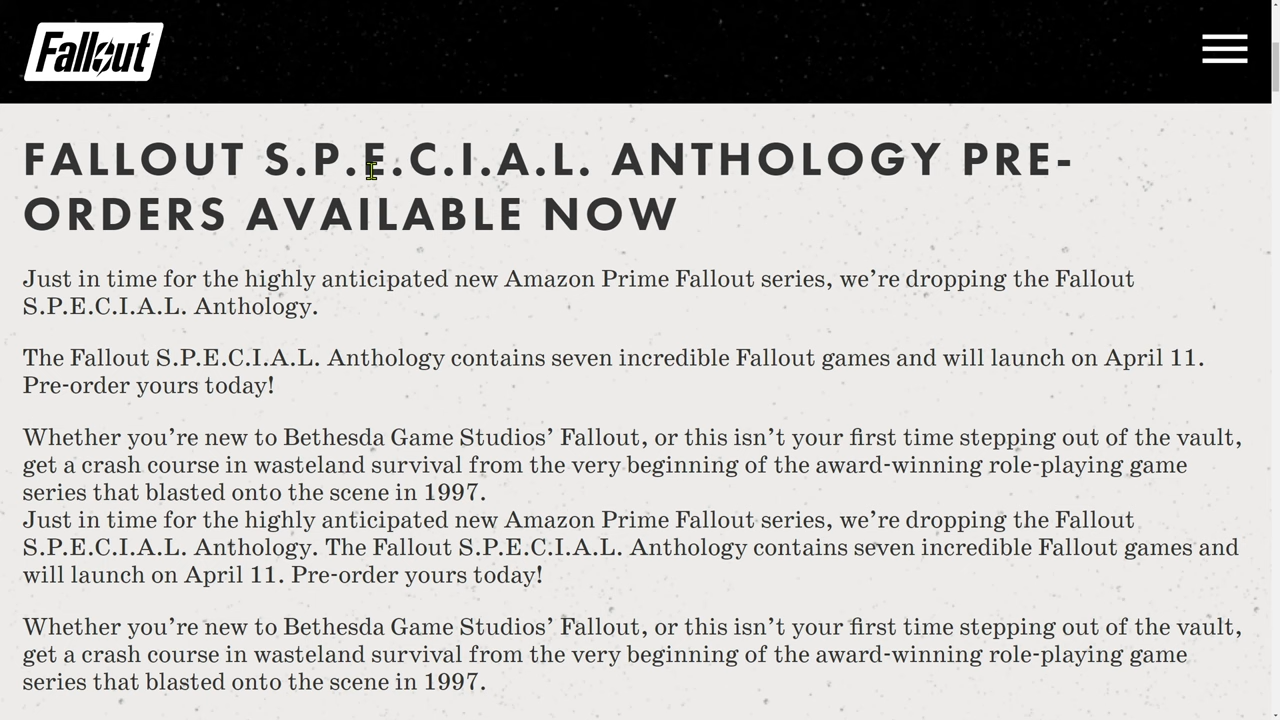 Fallout
FALLOUT S.P.E.C.I.A.L. ANTHOLOGY PRE-
ORDERS AVAILABLE NOW
Just in time for the highly anticipated new Amazon Prime Fallout series, we’re dropping the Fallout
S.P.E.C.I.A.L. Anthology.
The Fallout S.P.E.C.I.A.L. Anthology contains seven incredible Fallout games and will launch on April 11.
Pre-order yours today!
Whether you’re new to Bethesda Game Studios’ Fallout, or this isn’t your first time stepping out of the vault,
get a crash course in wasteland survival from the very beginning of the award-winning role-playing game
series that blasted onto the scene in 1997.
Just in time for the highly anticipated new Amazon Prime Fallout series, we’re dropping the Fallout
S.P.E.C.I.A.L. Anthology. The Fallout S.P.E.C.I.A.L. Anthology contains seven incredible Fallout games and
will launch on April 11. Pre-order yours today!
Whether you’re new to Bethesda Game Studios’ Fallout, or this isn’t your first time stepping out of the vault,
get a crash course in wasteland survival from the very beginning of the award-winning role-playing game
series that blasted onto the scene in 1997.